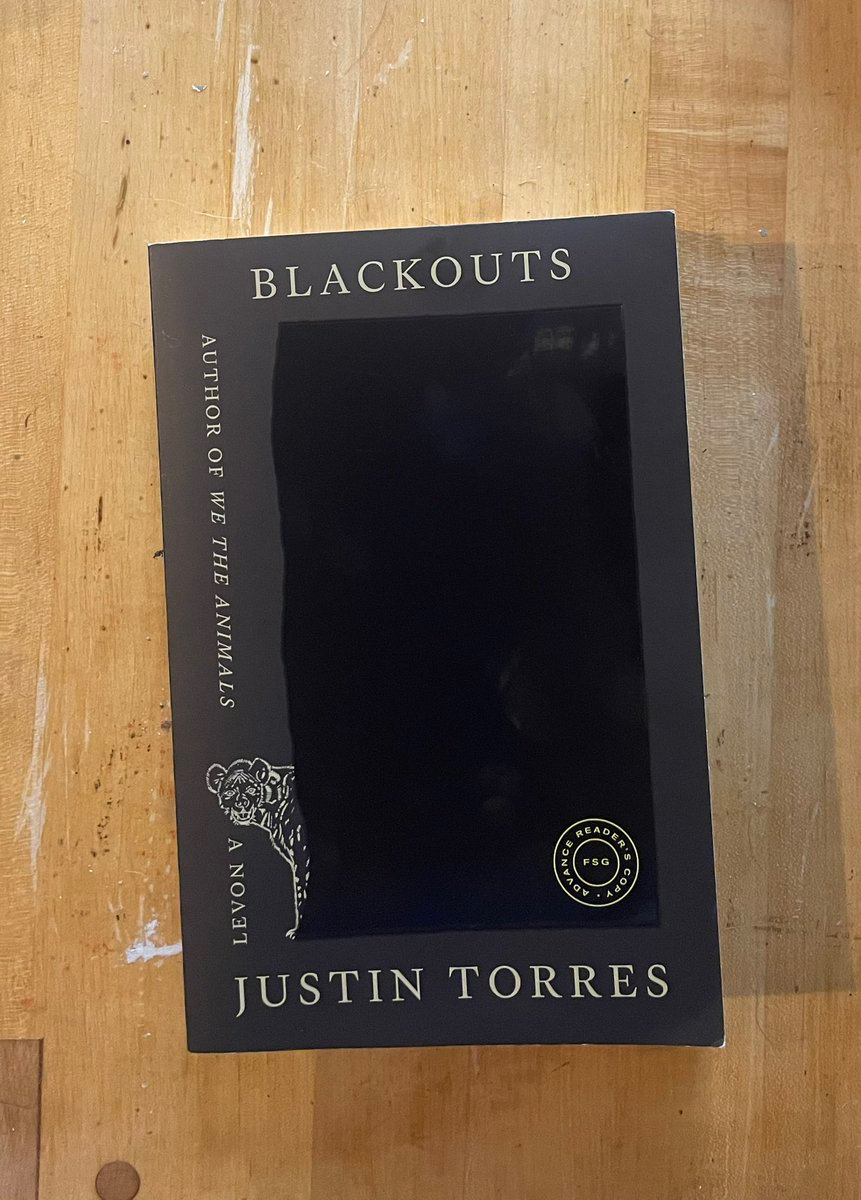 BLACKOUTS
AUTHOR OF WE THE ANIMALS
A NOVEL
ADVANCE READER'S COPY •
FSG
JUSTIN TORRES